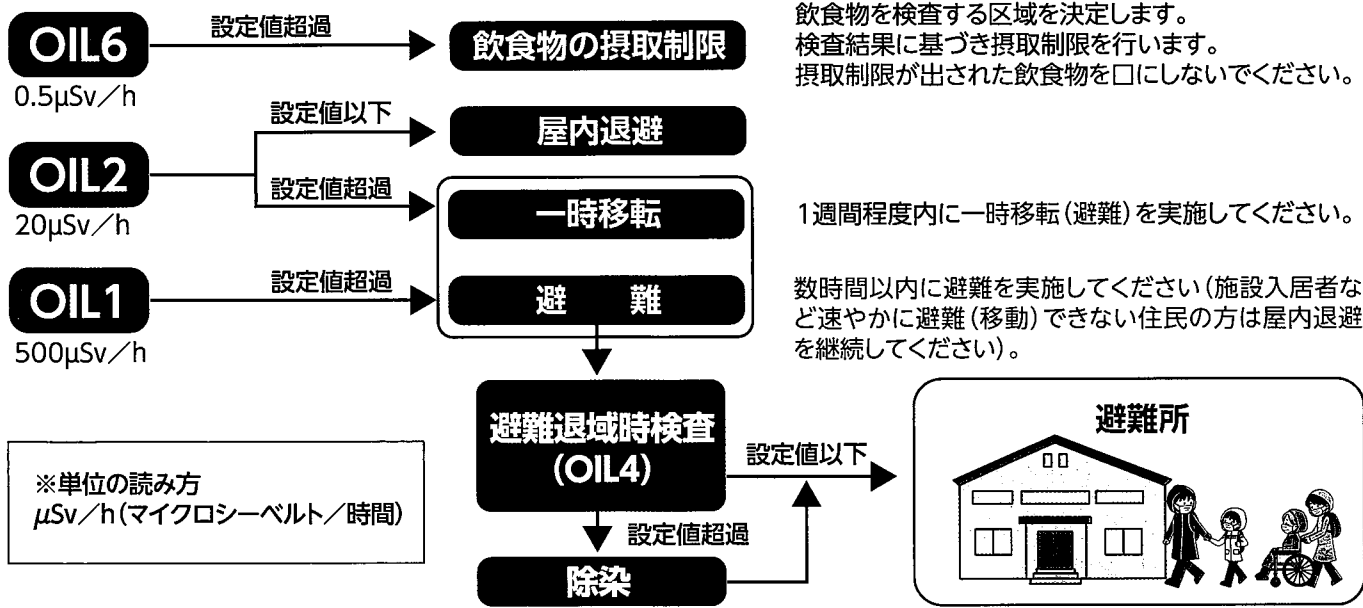 OIL6
0.5μSv/h
設定値超過
飲食物の摂取制限
飲食物を検査する区域を決定します。
検査結果に基づき摂取制限を行います。
摂取制限が出された飲食物を口にしないでください。
OIL2
20μSv/h
設定値以下
屋内退避
設定値超過
一時移転
1週間程度内に一時移転(避難)を実施してください。
OIL1
500μSv/h
設定値超過
避 難
数時間以内に避難を実施してください(施設入居者な
ど速やかに避難(移動)できない住民の方は屋内退避
を継続してください)。
避難退域時検査
(OIL4)
設定値以下
設定値超過
除染
避難所
※単位の読み方
μSv/h(マイクロシーベルト/時間)